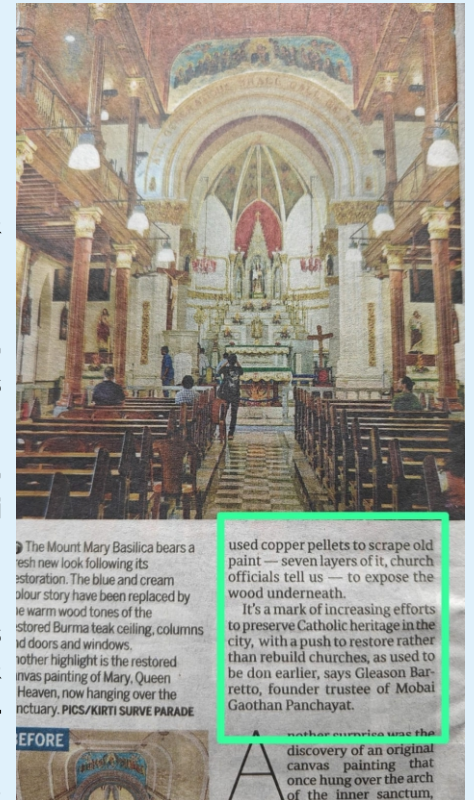 The Mount Mary Basilica bears a
fresh new look following its
restoration. The blue and cream
colour story have been replaced by
the warm wood tones of the
restored Burma teak ceiling, columns
and doors and windows.
Another highlight is the restored
canvas painting of Mary, Queen
of Heaven, now hanging over the
sanctuary. PICS/KIRTI SURVE PARADE
BEFORE
used copper pellets to scrape old
paint — seven layers of it, church
officials tell us — to expose the
wood underneath.
It's a mark of increasing efforts
to preserve Catholic heritage in the
city, with a push to restore rather
than rebuild churches, as used to
be don earlier, says Gleason Bar-
retto, founder trustee of Mobai
Gaothan Panchayat.
Another surprise was the
discovery of an original
canvas painting that
once hung over the arch
of the inner sanctum,